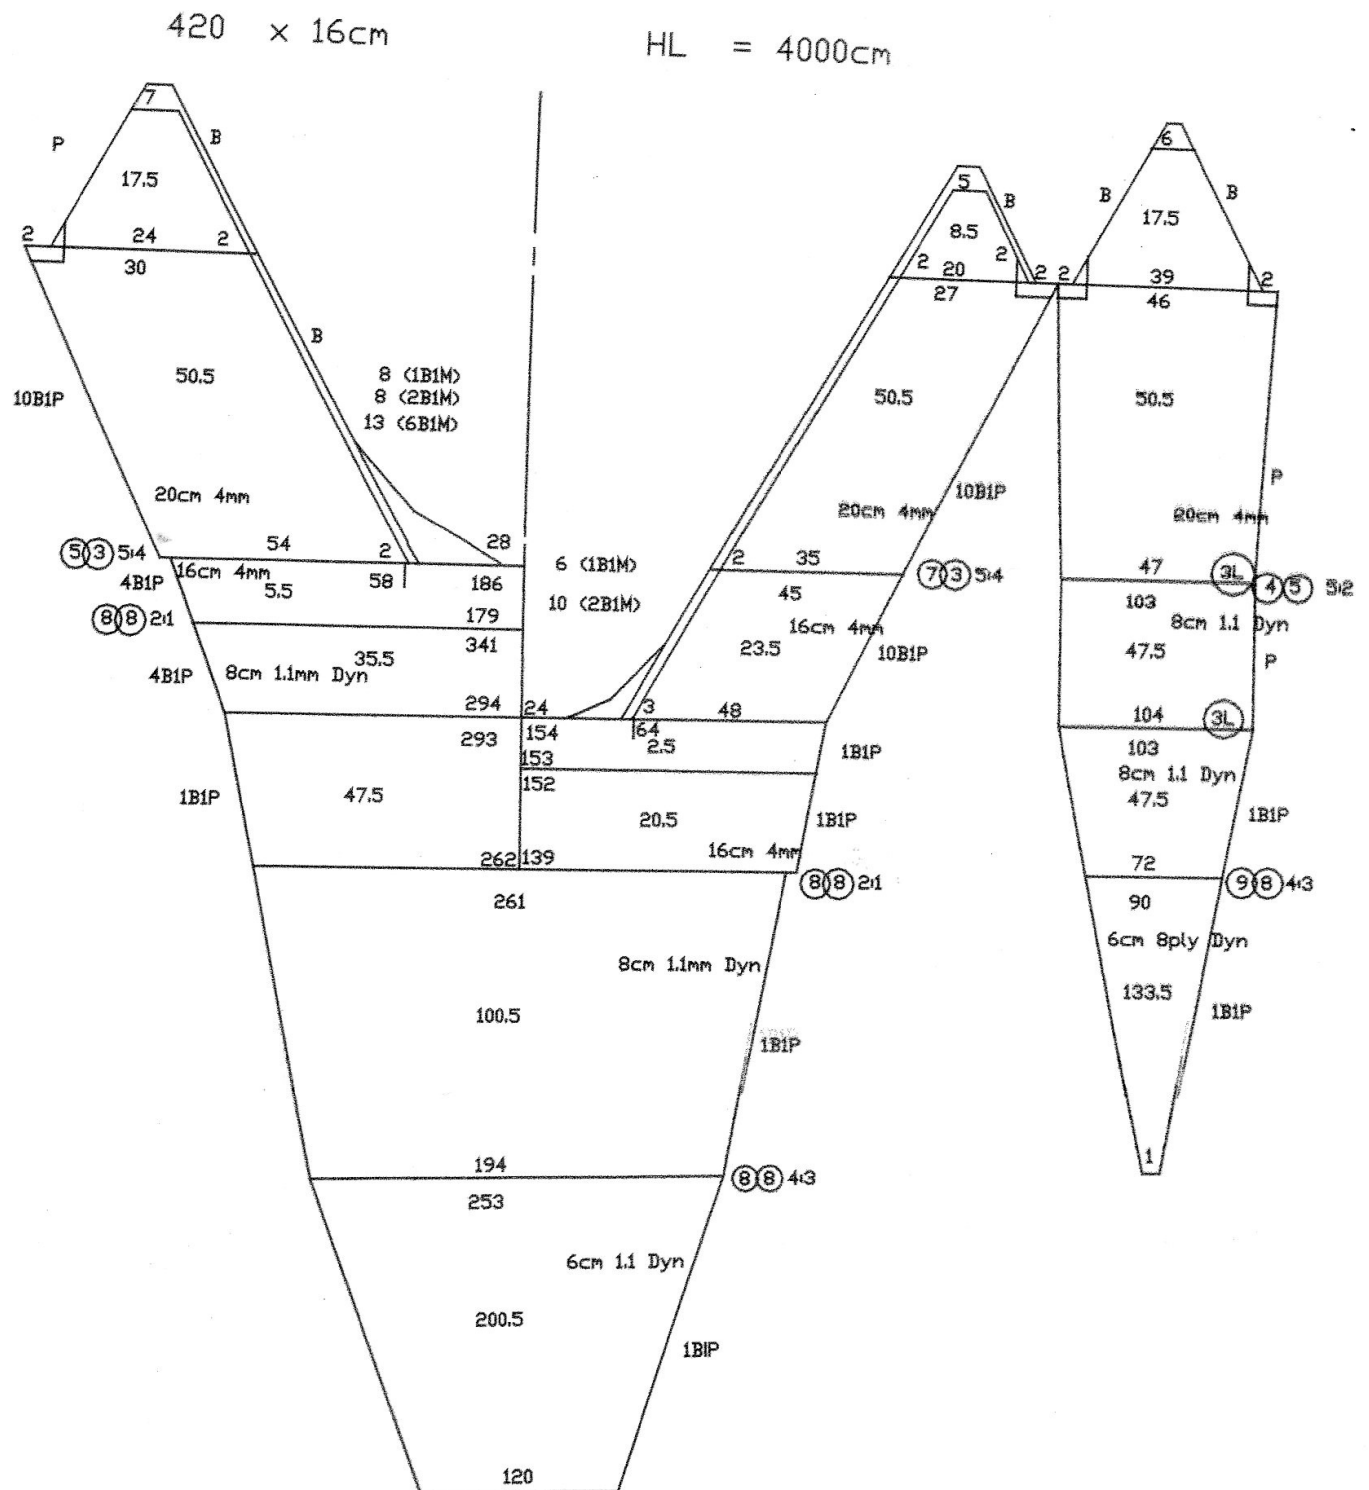 420 × 16cm
HL = 4000cm
7
P
B
17.5
2 24 2
30
B
50.5
10B1P
8 (1B1M)
8 (2B1M)
13 (6B1M)
20cm 4mm
5 3 5:4
54 2
28
4B1P
16cm 4mm
5.5
58
186
6 (1B1M)
10 (2B1M)
8 8 2:1
179
341
35.5
4B1P
8cm 1.1mm Dyn
294
293
24
154
153
152
3
64
48
2.5
1B1P
1B1P
47.5
20.5
1B1P
16cm 4mm
262
139
8 8 2:1
261
8cm 1.1mm Dyn
100.5
1B1P
194
8 8 4:3
253
6cm 1.1 Dyn
200.5
1B1P
120
5
B
8.5
2
2 20
2
27
50.5
10B1P
20cm 4mm
2 35
7 3 5:4
45
16cm 4mm
23.5
10B1P
6
B
B
17.5
2 39 2
46
50.5
P
20cm 4mm
47
3L 4 5 5:2
103
8cm 1.1 Dyn
47.5
P
104
3L
103
8cm 1.1 Dyn
47.5
1B1P
72
9 8 4:3
90
6cm 8ply Dyn
133.5
1B1P
1